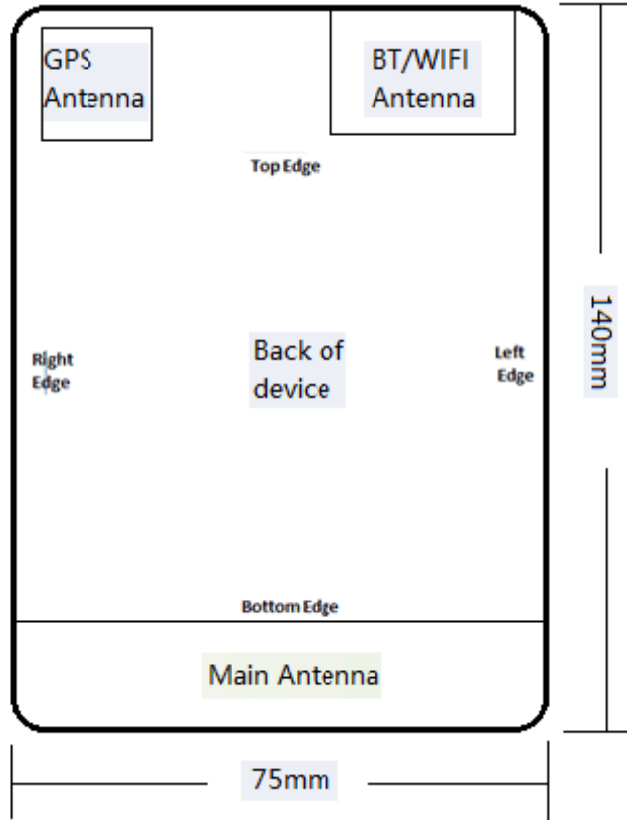 GPS
Antenna
BT/WIFI
Antenna
Top Edge
Right
Edge
Back of
device
Left
Edge
140mm
Bottom Edge
Main Antenna
75mm